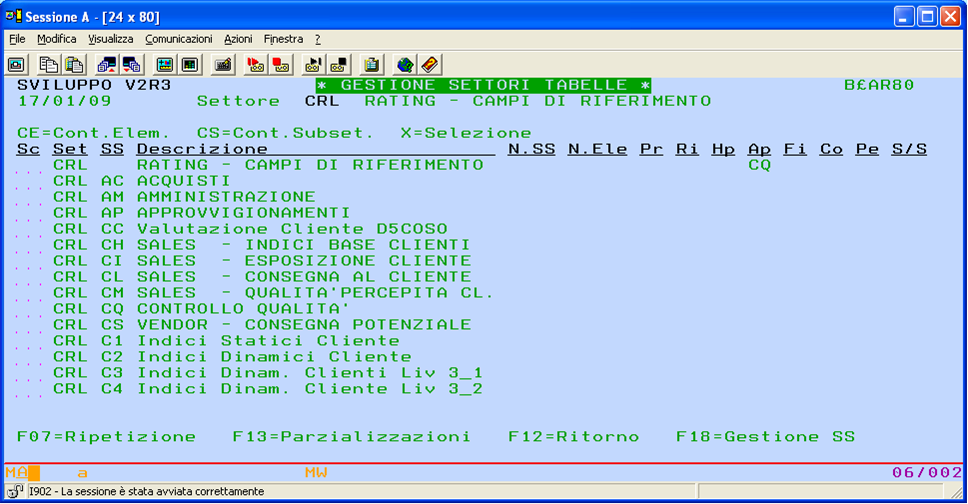 Sessione A - [24 x 80]
File Modifica Visualizza Comunicazioni Azioni Finestra ?
SVILUPPO V2R3 * GESTIONE SETTORI TABELLE * B£AR80
17/01/09 Settore CRL RATING - CAMPI DI RIFERIMENTO
CE=Cont.Elem. CS=Cont.Subset. X=Selezione
Sc Set SS Descrizione N.SS N.Ele Pr Ri Hp Ap Fi Co Pe S/S
... CRL RATING - CAMPI DI RIFERIMENTO CQ
... CRL AC ACQUISTI
... CRL AM AMMINISTRAZIONE
... CRL AP APPROVVIGIONAMENTI
... CRL CC Valutazione Cliente D5COSO
... CRL CH SALES - INDICI BASE CLIENTI
... CRL CI SALES - ESPOSIZIONE CLIENTE
... CRL CL SALES - CONSEGNA AL CLIENTE
... CRL CM SALES - QUALITA'PERCEPITA CL.
... CRL CQ CONTROLLO QUALITA'
... CRL CS VENDOR - CONSEGNA POTENZIALE
... CRL C1 Indici Statici Cliente
... CRL C2 Indici Dinamici Cliente
... CRL C3 Indici Dinam. Clienti Liv 3_1
... CRL C4 Indici Dinam. Cliente Liv 3_2
F07=Ripetizione F13=Parzializzazioni F12=Ritorno F18=Gestione SS
MA a MW 06/002
I902 - La sessione è stata avviata correttamente